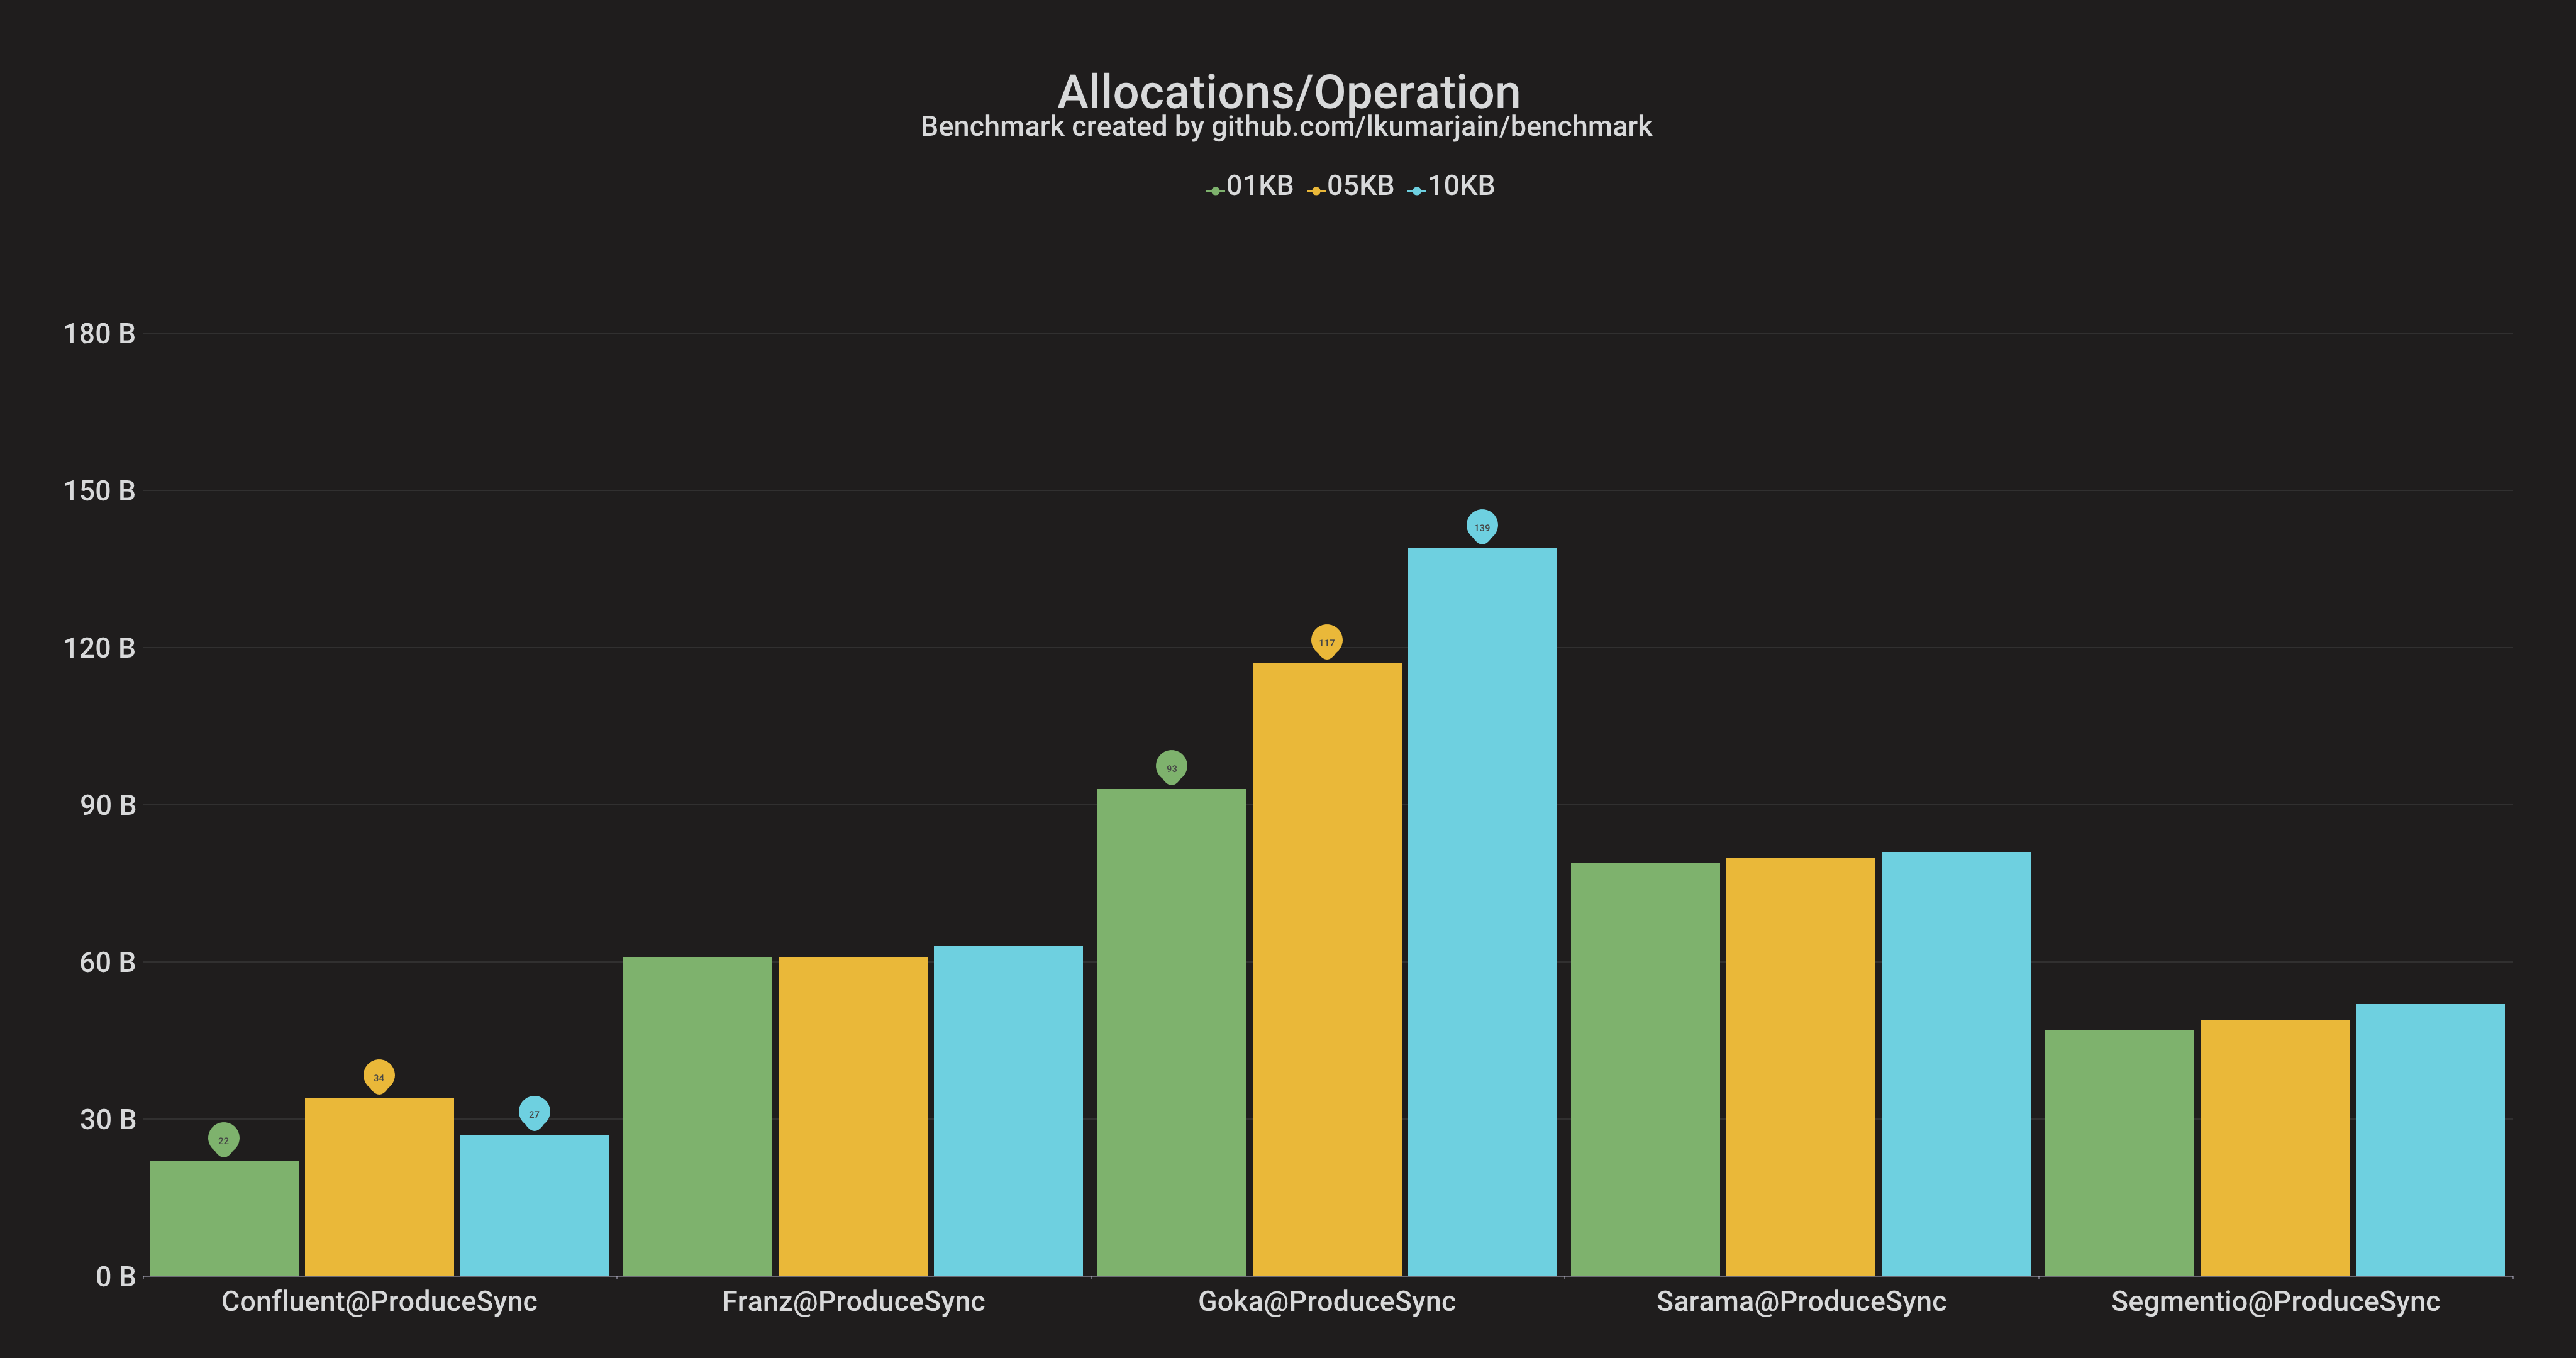 Allocations/Operation
Benchmark created by github.com/lkumarjain/benchmark
01KB 05KB 10KB
180 B
150 B
139
120 B
117
93
90 B
60 B
34
30 B
27
22
0 B
Confluent@ProduceSync Franz@ProduceSync Goka@ProduceSync Sarama@ProduceSync Segmentio@ProduceSync